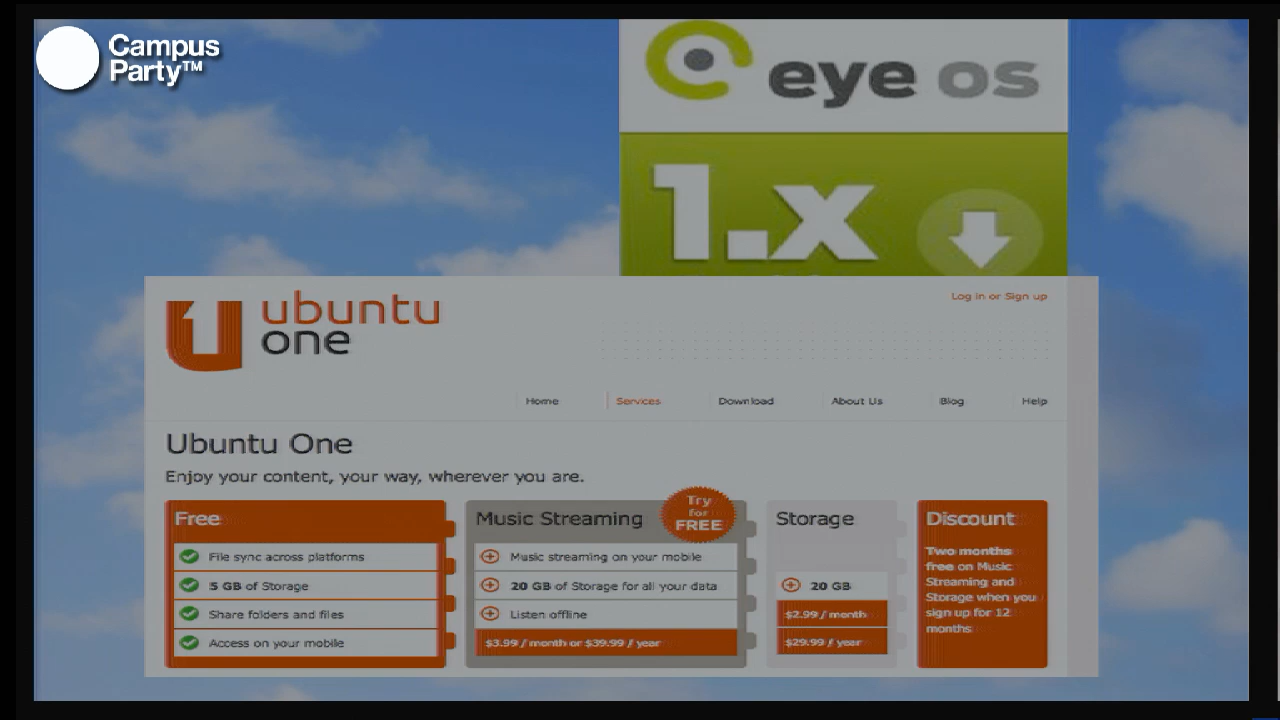 Campus
Party™
eye os
1.x
ubuntu
one
Log in or Sign up
Home
Services
Download
About Us
Blog
Help
Ubuntu One
Enjoy your content, your way, wherever you are.
Free
File sync across platforms
5 GB of Storage
Share folders and files
Access on your mobile
Music Streaming
Try
for
FREE
Music streaming on your mobile
20 GB of Storage for all your data
Listen offline
$3.99 / month or $39.99 / year
Storage
20 GB
$2.99 / month
$29.99 / year
Discount
Two months
free on Music
Streaming and
Storage when you
sign up for 12
months